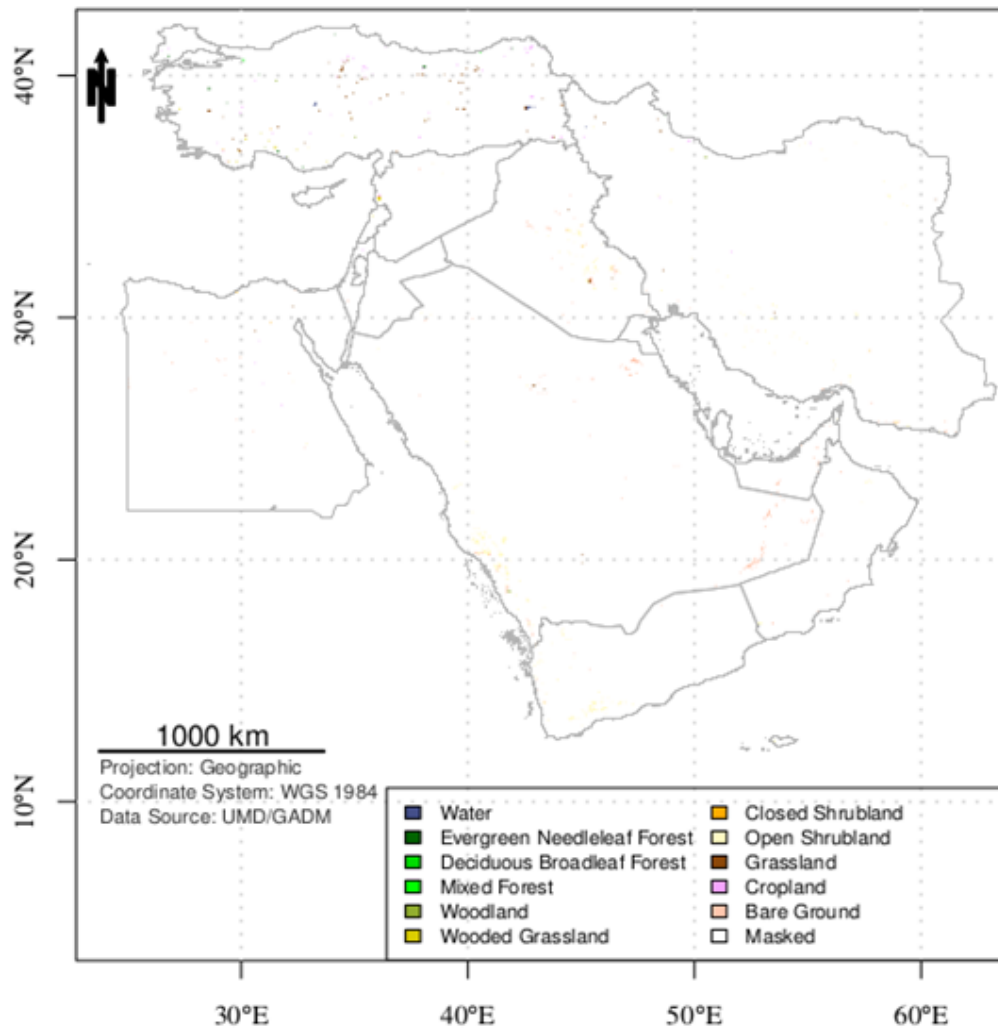 N
40°N
30°N
20°N
10°N
1000 km
Projection: Geographic
Coordinate System: WGS 1984
Data Source: UMD/GADM
Water
Evergreen Needleleaf Forest
Deciduous Broadleaf Forest
Mixed Forest
Woodland
Wooded Grassland
Closed Shrubland
Open Shrubland
Grassland
Cropland
Bare Ground
Masked
30°E
40°E
50°E
60°E